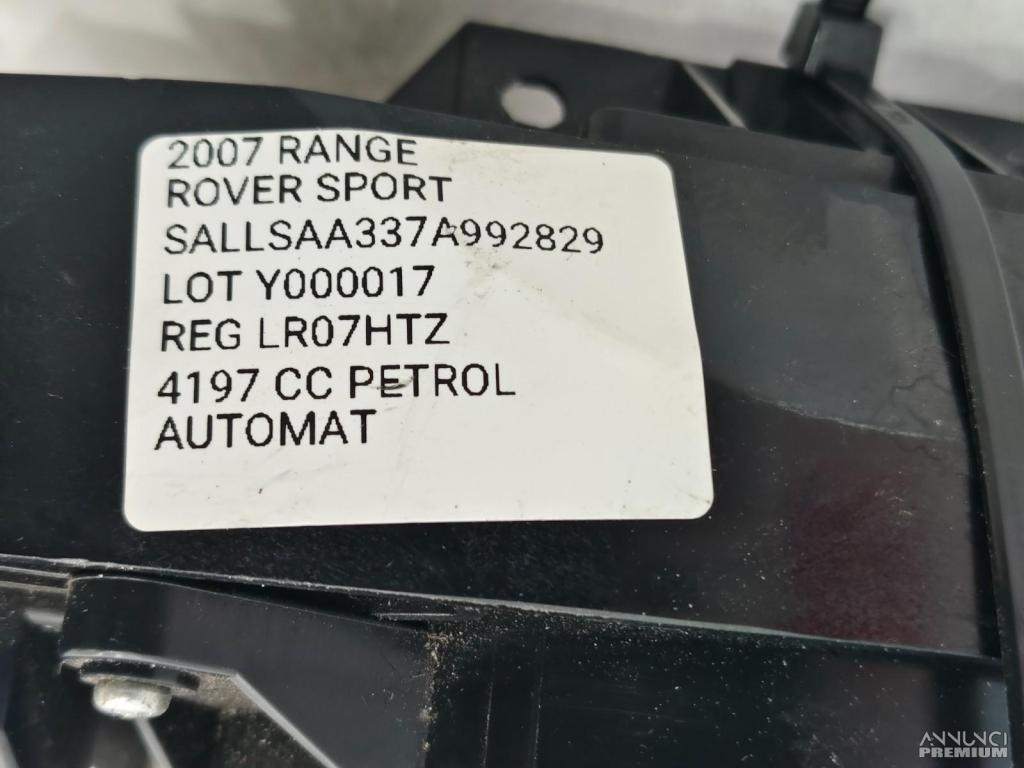 2007 RANGE
ROVER SPORT
SALLSAA337A992829
LOT Y000017
REG LR07HTZ
4197 CC PETROL
AUTOMAT
ANNUNCI
PREMIUM